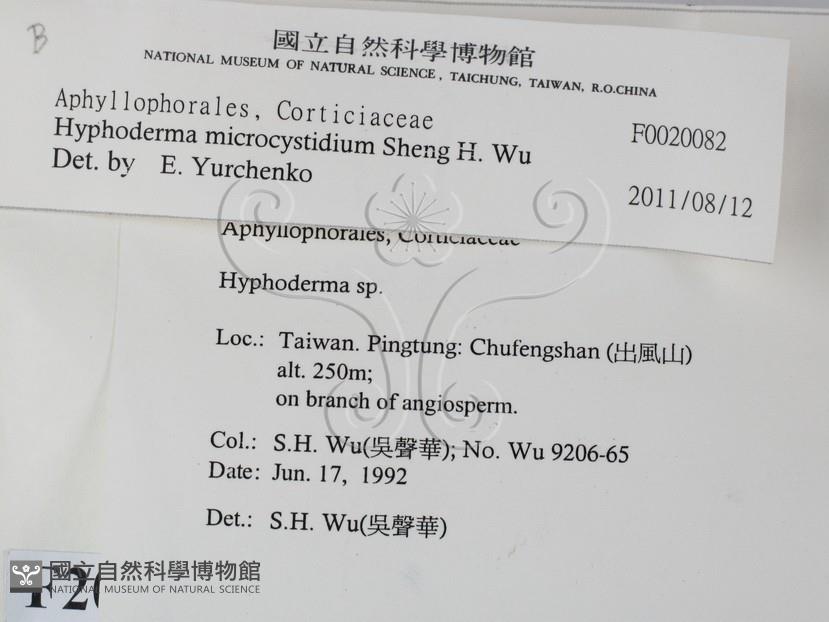 B
國立自然科學博物館
NATIONAL MUSEUM OF NATURAL SCIENCE, TAICHUNG, TAIWAN, R.O.CHINA
Aphyllophorales, Corticiaceae
F0020082
Hyphoderma microcystidium Sheng H. Wu
Det. by E. Yurchenko
2011/08/12
Aphyllophorales, Corticiaceae
Hyphoderma sp.
Loc.: Taiwan. Pingtung: Chufengshan (出風山)
alt. 250m;
on branch of angiosperm.
Col.: S.H. Wu(吳聲華); No. Wu 9206-65
Date: Jun. 17, 1992
Det.: S.H. Wu(吳聲華)
國立自然科學博物館
NATIONAL MUSEUM OF NATURAL SCIENCE